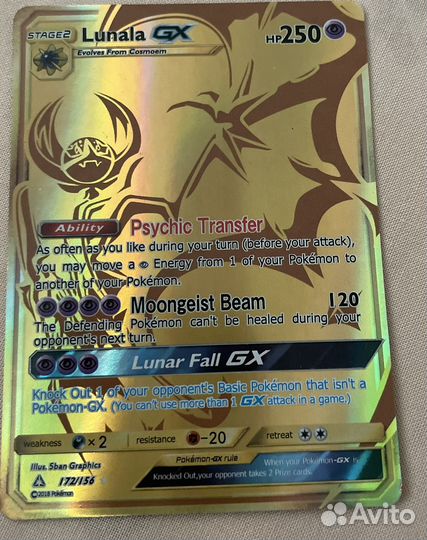 STAGE2 Lunala GX HP250
Evolves From Cosmoem
Ability Psychic Transfer
As often as you like during your turn (before your attack),
you may move a Energy from 1 of your Pokémon to
another of your Pokémon.
Moongeist Beam 120
The Defending Pokémon can't be healed during your
opponent's next turn.
Lunar Fall GX
Knock Out 1 of your opponent's Basic Pokémon that isn't a
Pokémon-GX. (You can't use more than 1 GX attack in a game.)
weakness ×2 resistance -20 retreat
Pokémon-GX rule
When your Pokémon-GX is
Knocked Out, your opponent takes 2 Prize cards.
Illus. 5ban Graphics
172/156
©2018 Pokémon
Avito